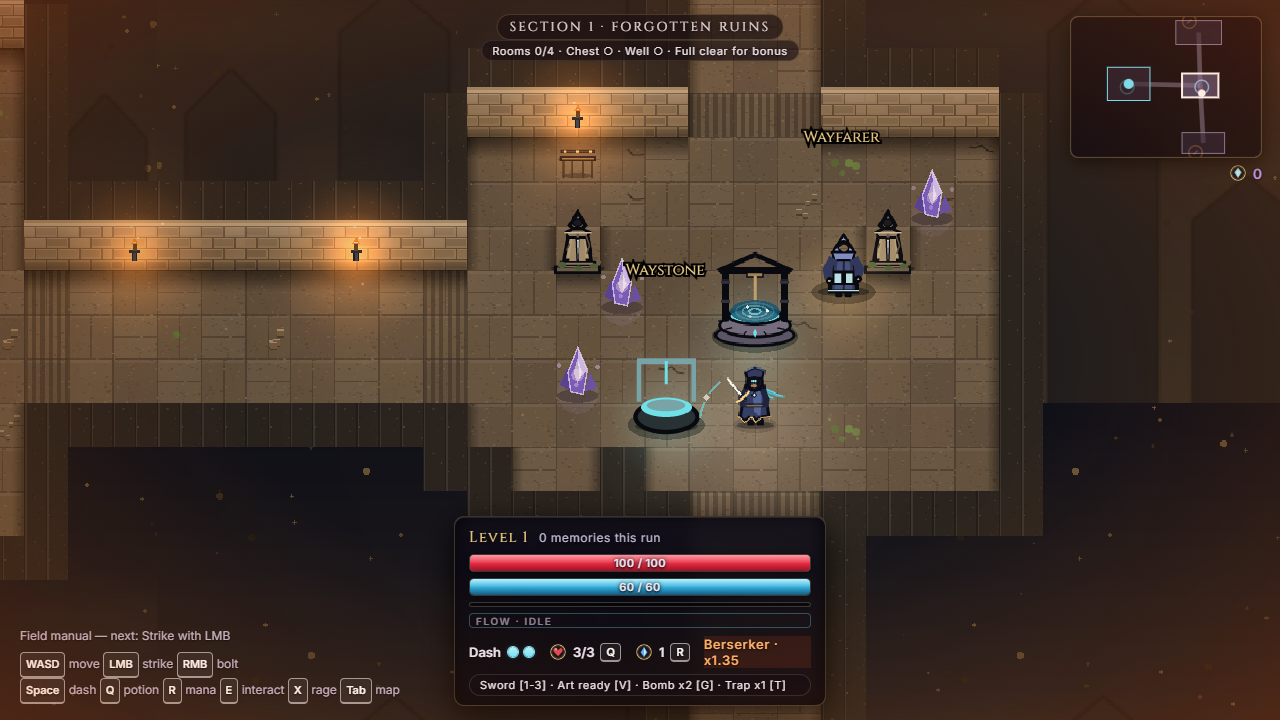 SECTION 1 · FORGOTTEN RUINS
Rooms 0/4 · Chest ○ · Well ○ · Full clear for bonus
0
WAYFARER
WAYSTONE
LEVEL 1 0 memories this run
100 / 100
60 / 60
FLOW · IDLE
Dash 3/3 Q 1 R Berserker ·
x1.35
Sword [1-3] · Art ready [V] · Bomb x2 [G] · Trap x1 [T]
Field manual — next: Strike with LMB
WASD move LMB strike RMB bolt
Space dash Q potion R mana E interact X rage Tab map